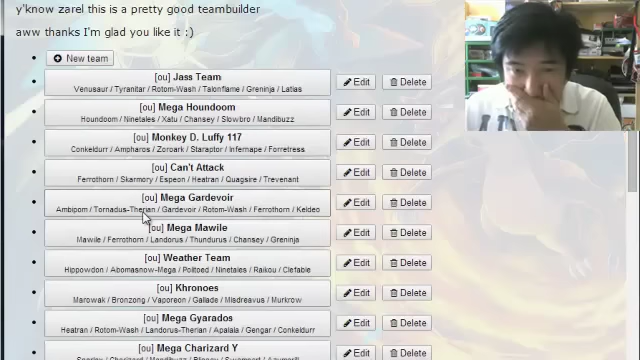 y'know zarel this is a pretty good teambuilder
aww thanks I'm glad you like it :)
New team
[ou] Jass Team
Venusaur / Tyranitar / Rotom-Wash / Talonflame / Greninja / Latias
Edit Delete
[ou] Mega Houndoom
Houndoom / Ninetales / Xatu / Chansey / Slowbro / Mandibuzz
Edit Delete
[ou] Monkey D. Luffy 117
Conkeldurr / Ampharos / Zoroark / Staraptor / Infernape / Forretress
Edit Delete
[ou] Can't Attack
Ferrothorn / Skarmory / Espeon / Heatran / Quagsire / Trevenant
Edit Delete
[ou] Mega Gardevoir
Ambipom / Tornadus-Therian / Gardevoir / Rotom-Wash / Ferrothorn / Keldeo
Edit Delete
[ou] Mega Mawile
Mawile / Ferrothorn / Landorus / Thundurus / Chansey / Greninja
Edit Delete
[ou] Weather Team
Hippowdon / Abomasnow-Mega / Politoed / Ninetales / Raikou / Clefable
Edit Delete
[ou] Khronoes
Marowak / Bronzong / Vaporeon / Gallade / Misdreavus / Murkrow
Edit Delete
[ou] Mega Gyarados
Heatran / Rotom-Wash / Landorus-Therian / Apalala / Gengar / Conkeldurr
Edit Delete
[ou] Mega Charizard Y
Edit Delete